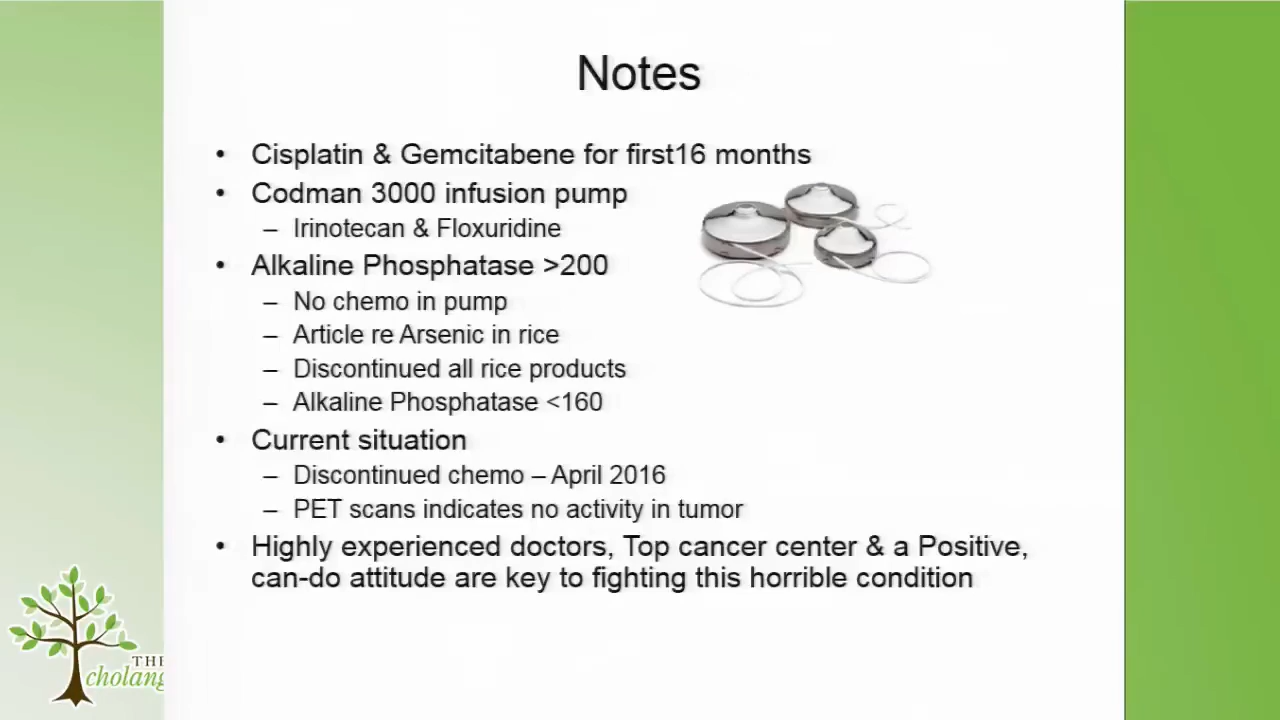 Notes
• Cisplatin & Gemcitabene for first16 months
• Codman 3000 infusion pump
– Irinotecan & Floxuridine
• Alkaline Phosphatase >200
– No chemo in pump
– Article re Arsenic in rice
– Discontinued all rice products
– Alkaline Phosphatase <160
• Current situation
– Discontinued chemo – April 2016
– PET scans indicates no activity in tumor
• Highly experienced doctors, Top cancer center & a Positive,
can-do attitude are key to fighting this horrible condition
THE
cholang